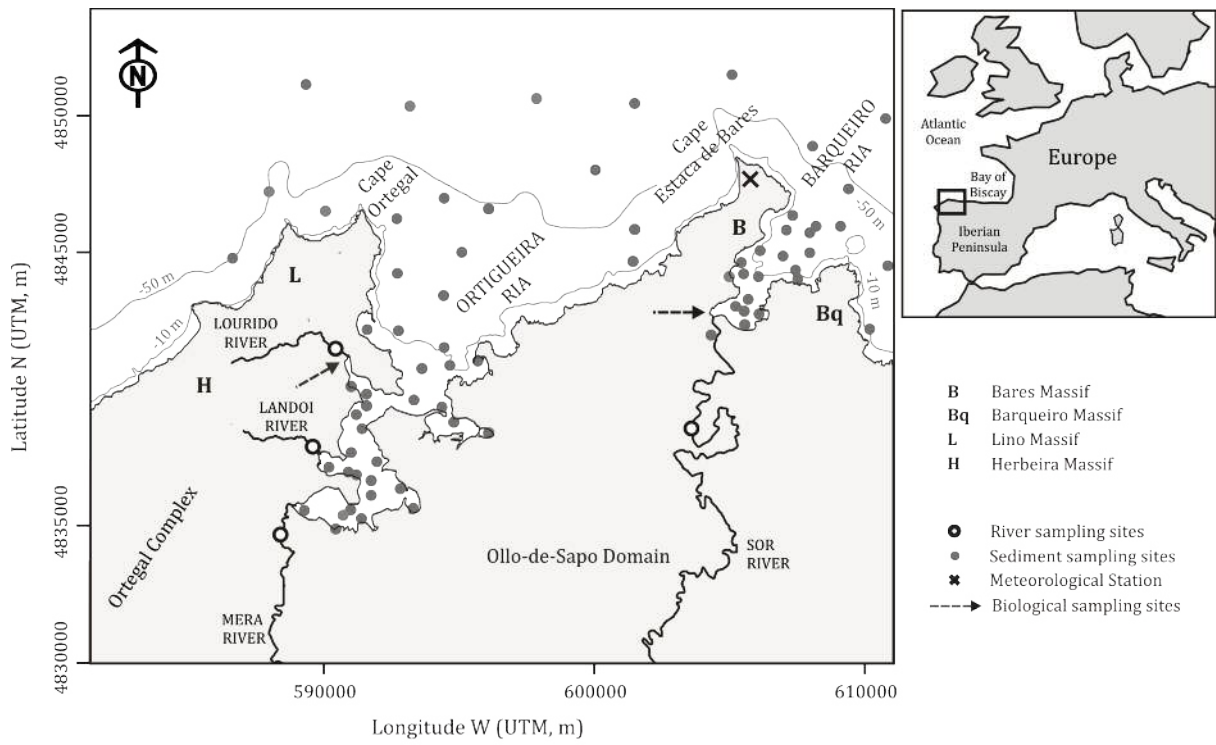 N
Cape
Ortegal
Cape
Estaca de Bares
BARQUEIRO
RIA
ORTIGUEIRA
RIA
-50 m
-10 m
-50 m
-10 m
B
L
Bq
H
LOURIDO
RIVER
LANDOI
RIVER
Ortegal Complex
MERA
RIVER
Ollo-de-Sapo Domain
SOR
RIVER
Latitude N (UTM, m)
4850000
4845000
4835000
4830000
590000
600000
610000
Longitude W (UTM, m)
Atlantic
Ocean
Europe
Bay of
Biscay
Iberian
Peninsula
B Bares Massif
Bq Barqueiro Massif
L Lino Massif
H Herbeira Massif
River sampling sites
Sediment sampling sites
Meteorological Station
Biological sampling sites